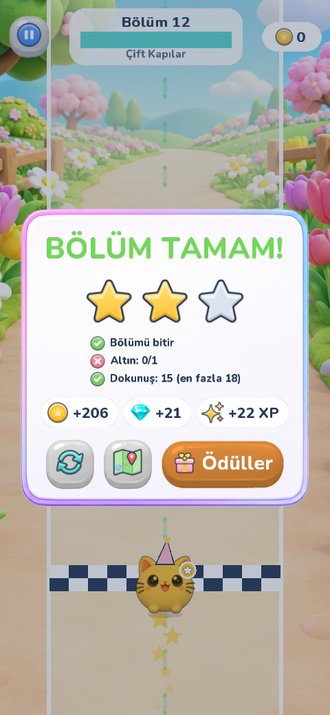 Bölüm 12
0
Çift Kapılar
BÖLÜM TAMAM!
Bölümü bitir
Altın: 0/1
Dokunuş: 15 (en fazla 18)
+206
+21
+22 XP
Ödüller